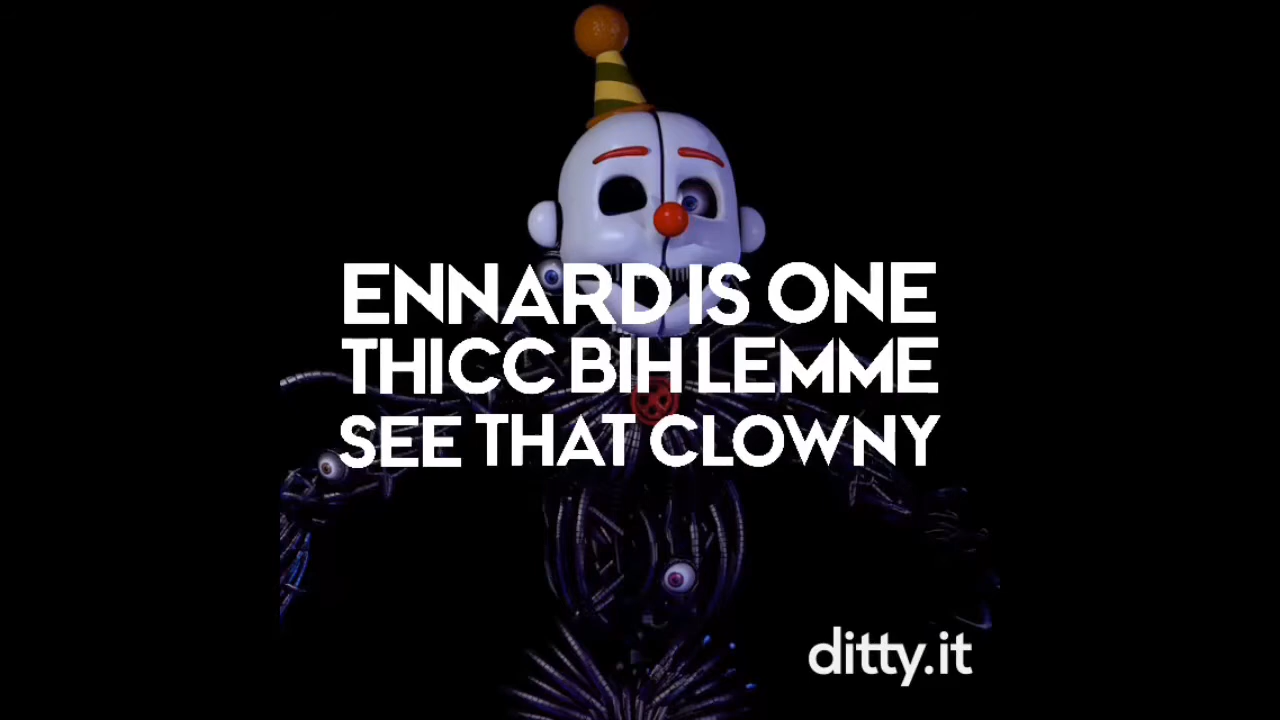 ENNARD IS ONE
THICC BIH LEMME
SEE THAT CLOWNY
ditty.it